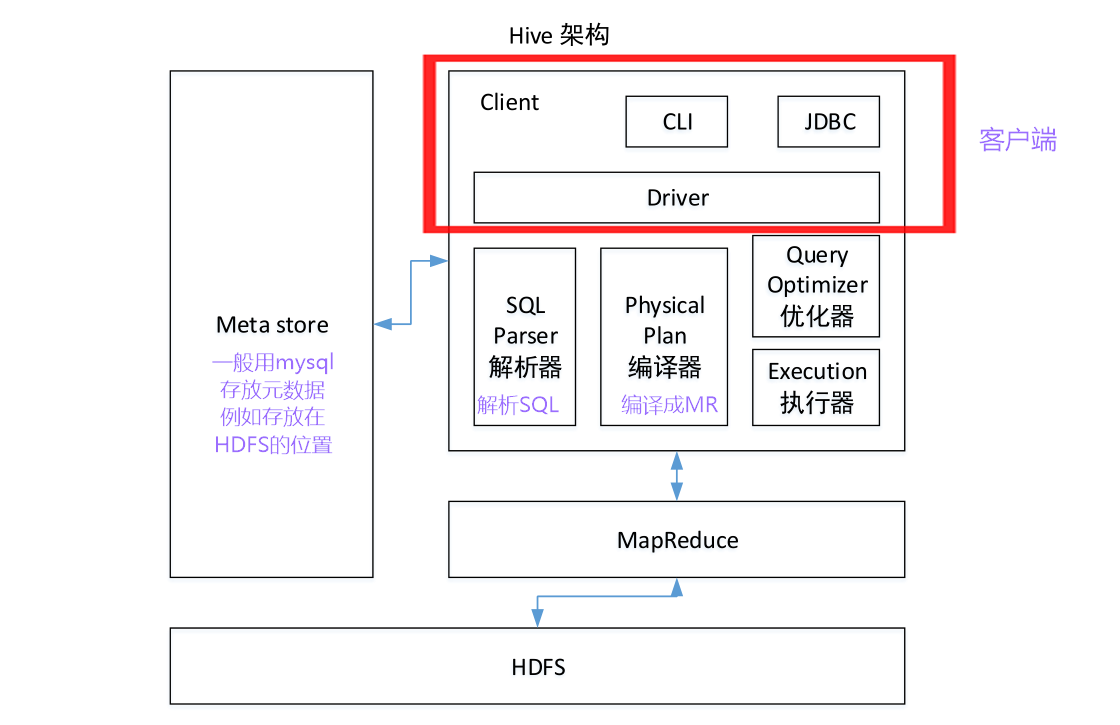 Hive 架构
Client
CLI
JDBC
客户端
Driver
Meta store
一般用mysql
存放元数据
例如存放在
HDFS的位置
SQL
Parser
解析器
解析SQL
Physical
Plan
编译器
编译成MR
Query
Optimizer
优化器
Execution
执行器
MapReduce
HDFS